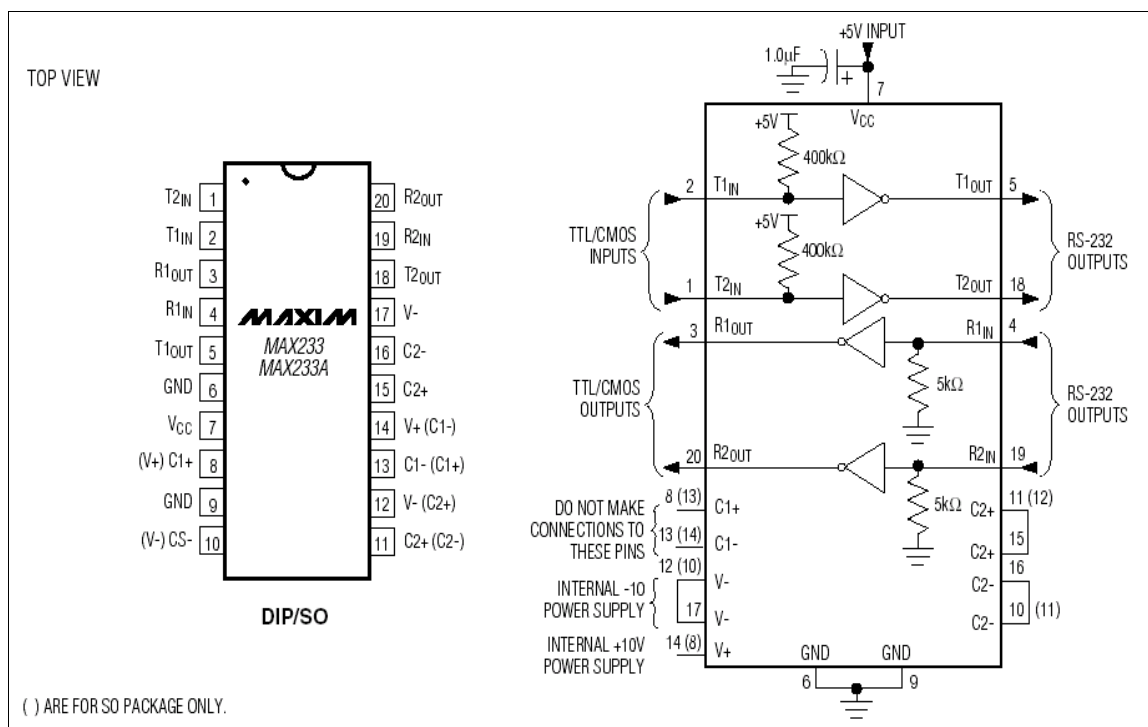 TOP VIEW
T2IN 1
T1IN 2
R1OUT 3
R1IN 4
T1OUT 5
GND 6
VCC 7
(V+) C1+ 8
GND 9
(V-) CS- 10
20 R2OUT
19 R2IN
18 T2OUT
17 V-
16 C2-
15 C2+
14 V+ (C1-)
13 C1- (C1+)
12 V- (C2+)
11 C2+ (C2-)
MAXIM
MAX233
MAX233A
DIP/SO
( ) ARE FOR SO PACKAGE ONLY.
+5V INPUT
1.0µF
+
7
VCC
+5V
400kΩ
2 T1IN
T1OUT 5
+5V
400kΩ
TTL/CMOS
INPUTS
RS-232
OUTPUTS
1 T2IN
T2OUT 18
3 R1OUT
R1IN 4
5kΩ
TTL/CMOS
OUTPUTS
RS-232
OUTPUTS
20 R2OUT
R2IN 19
5kΩ
DO NOT MAKE
CONNECTIONS TO
THESE PINS
8 (13) C1+
13 (14) C1-
INTERNAL -10
POWER SUPPLY
12 (10) V-
17 V-
INTERNAL +10V
POWER SUPPLY
14 (8) V+
C2+ 11 (12)
C2+ 15
C2- 16
C2- 10 (11)
GND GND
6 9